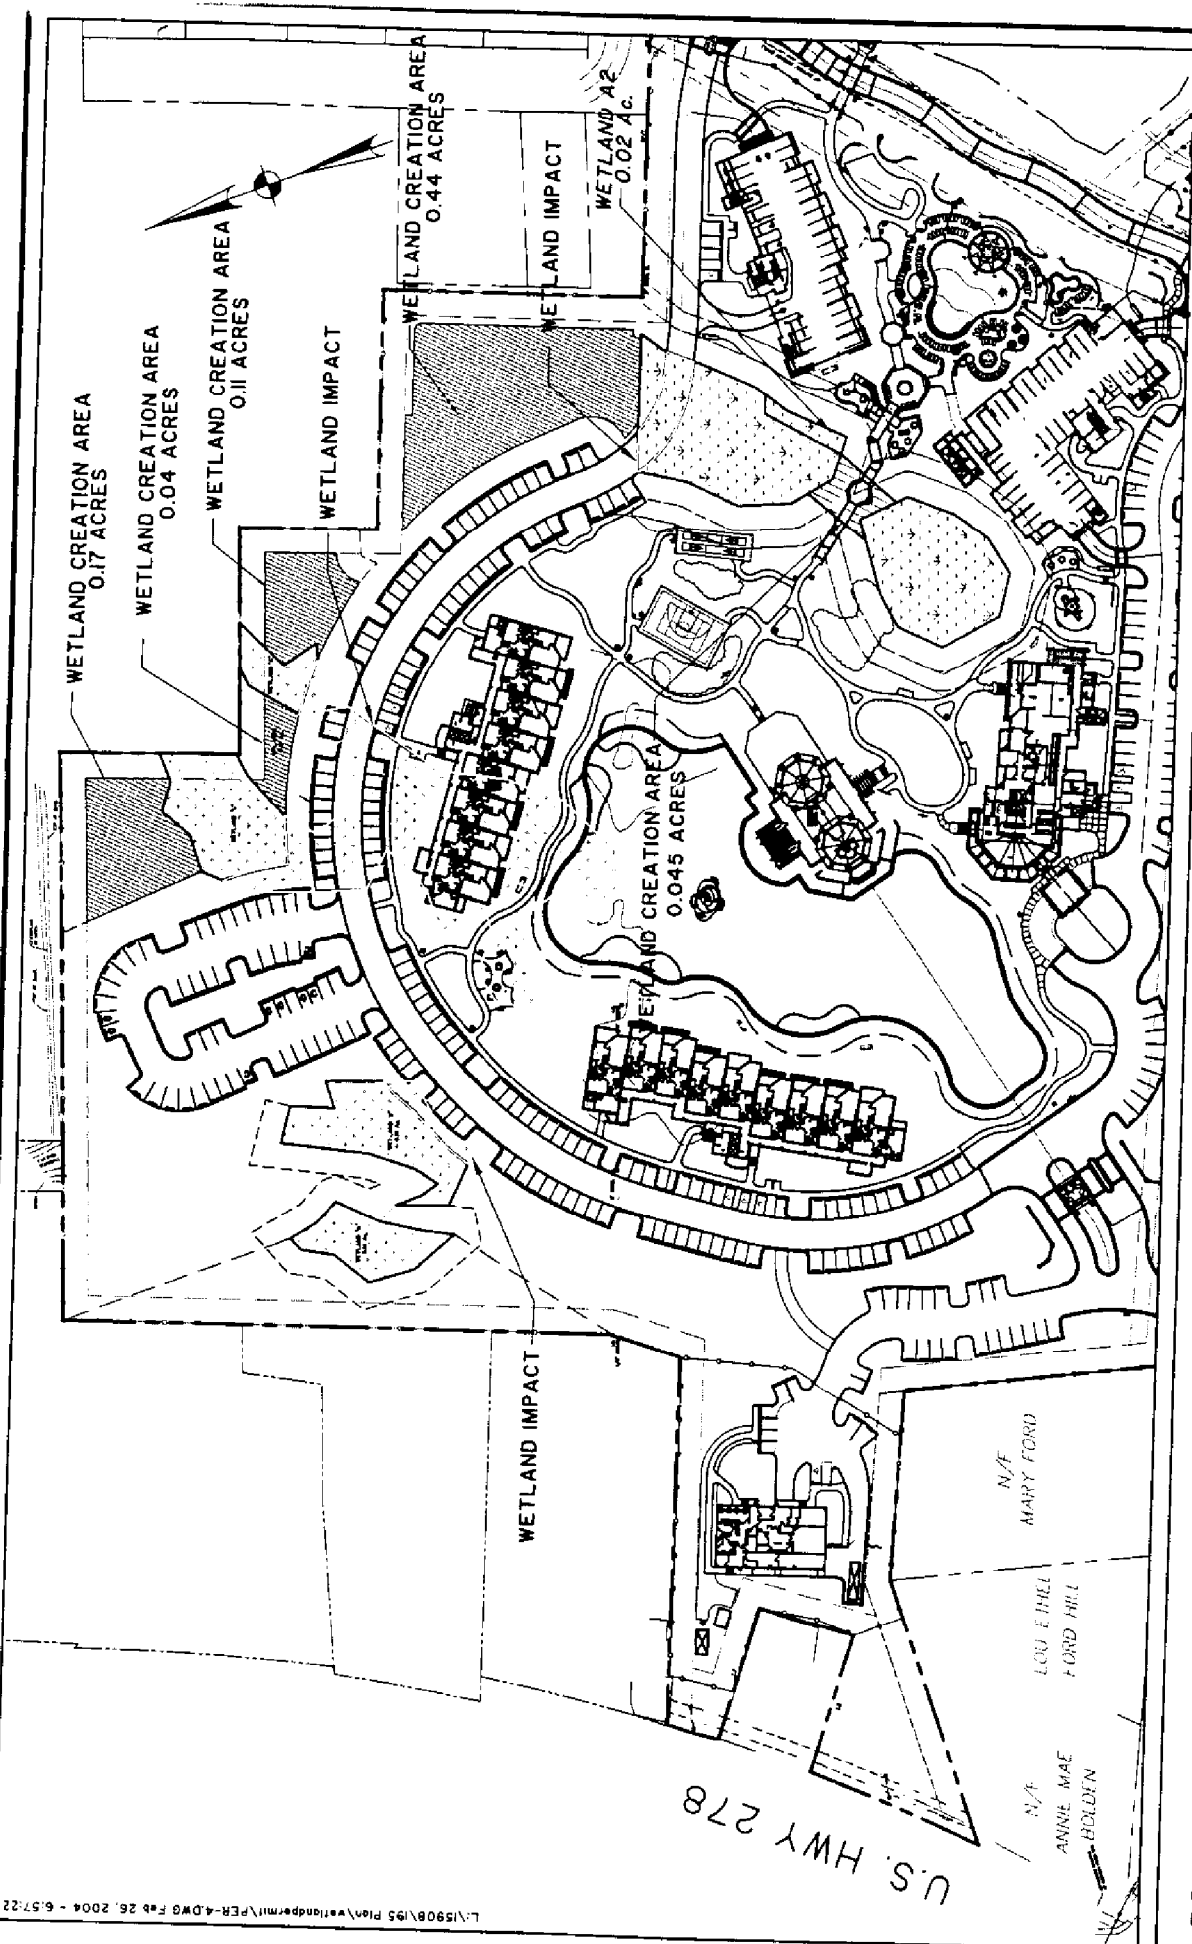 WETLAND CREATION AREA
0.17 ACRES
WETLAND CREATION AREA
0.04 ACRES
WETLAND CREATION AREA
0.11 ACRES
WETLAND IMPACT
WETLAND CREATION AREA
0.44 ACRES
WETLAND IMPACT
WETLAND A2
0.02 Ac.
WETLAND CREATION AREA
0.045 ACRES
WETLAND IMPACT
N/F
MARY FORD
LOU ETHEL
FORD HILL
N/F
ANNIE MAE
BOLDEN
U.S. HWY 278
L:\15908\195 Plan\wetlandpermit\PER-4.DWG Feb 26, 2004 - 6:57:22